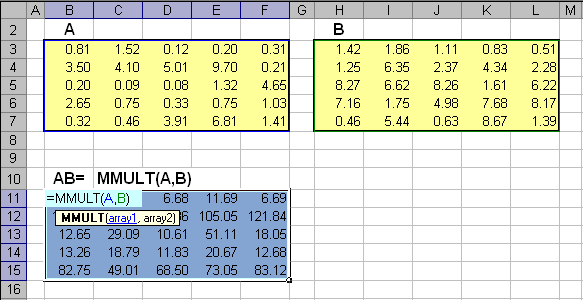 A B C D E F G H I J K L M
2 A B
3 0.81 1.52 0.12 0.20 0.31 1.42 1.86 1.11 0.83 0.51
4 3.50 4.10 5.01 9.70 0.21 1.25 6.35 2.37 4.34 2.28
5 0.20 0.09 0.08 1.32 4.65 8.27 6.62 8.26 1.61 6.22
6 2.65 0.75 0.33 0.75 1.03 7.16 1.75 4.98 7.68 8.17
7 0.32 0.46 3.91 6.81 1.41 0.46 5.44 0.63 8.67 1.39
8
9
10 AB= MMULT(A,B)
11 =MMULT(A,B) 6.68 11.69 6.69
12 MMULT(array1, array2) 105.05 121.84
13 12.65 29.09 10.61 51.11 18.05
14 13.26 18.79 11.83 20.67 12.68
15 82.75 49.01 68.50 73.05 83.12
16